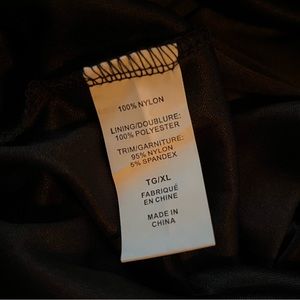 100% NYLON
LINING/DOUBLURE:
100% POLYESTER
TRIM/GARNITURE:
95% NYLON
5% SPANDEX
TG/XL
FABRIQUÉ
EN CHINE
MADE IN
CHINA